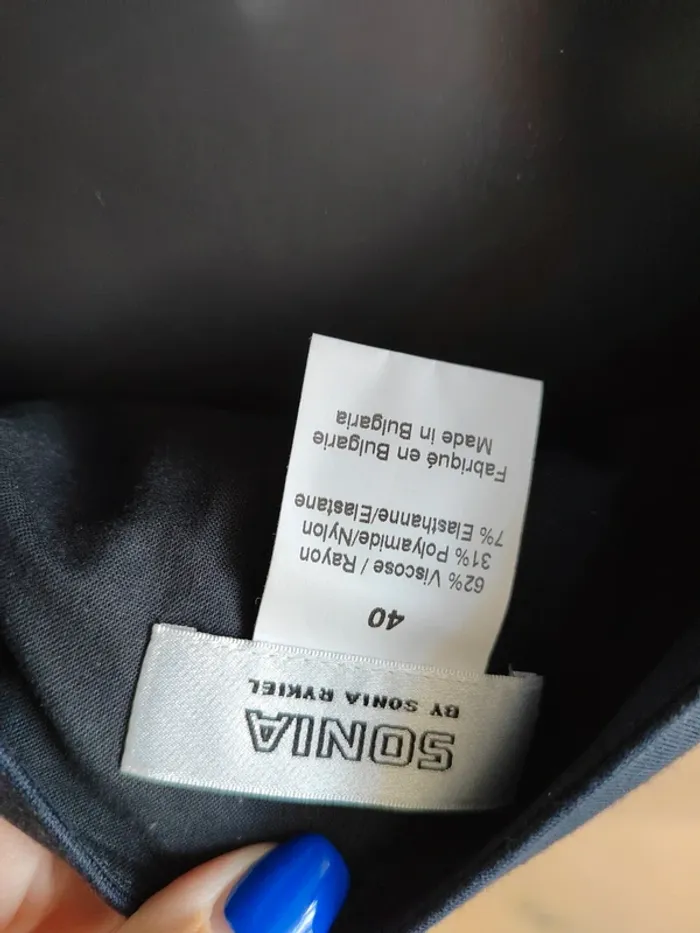 SONIA
BY SONIA RYKIEL
40
62% Viscose / Rayon
31% Polyamide/Nylon
7% Elasthanne/Elastane
Fabriqué en Bulgarie
Made in Bulgaria